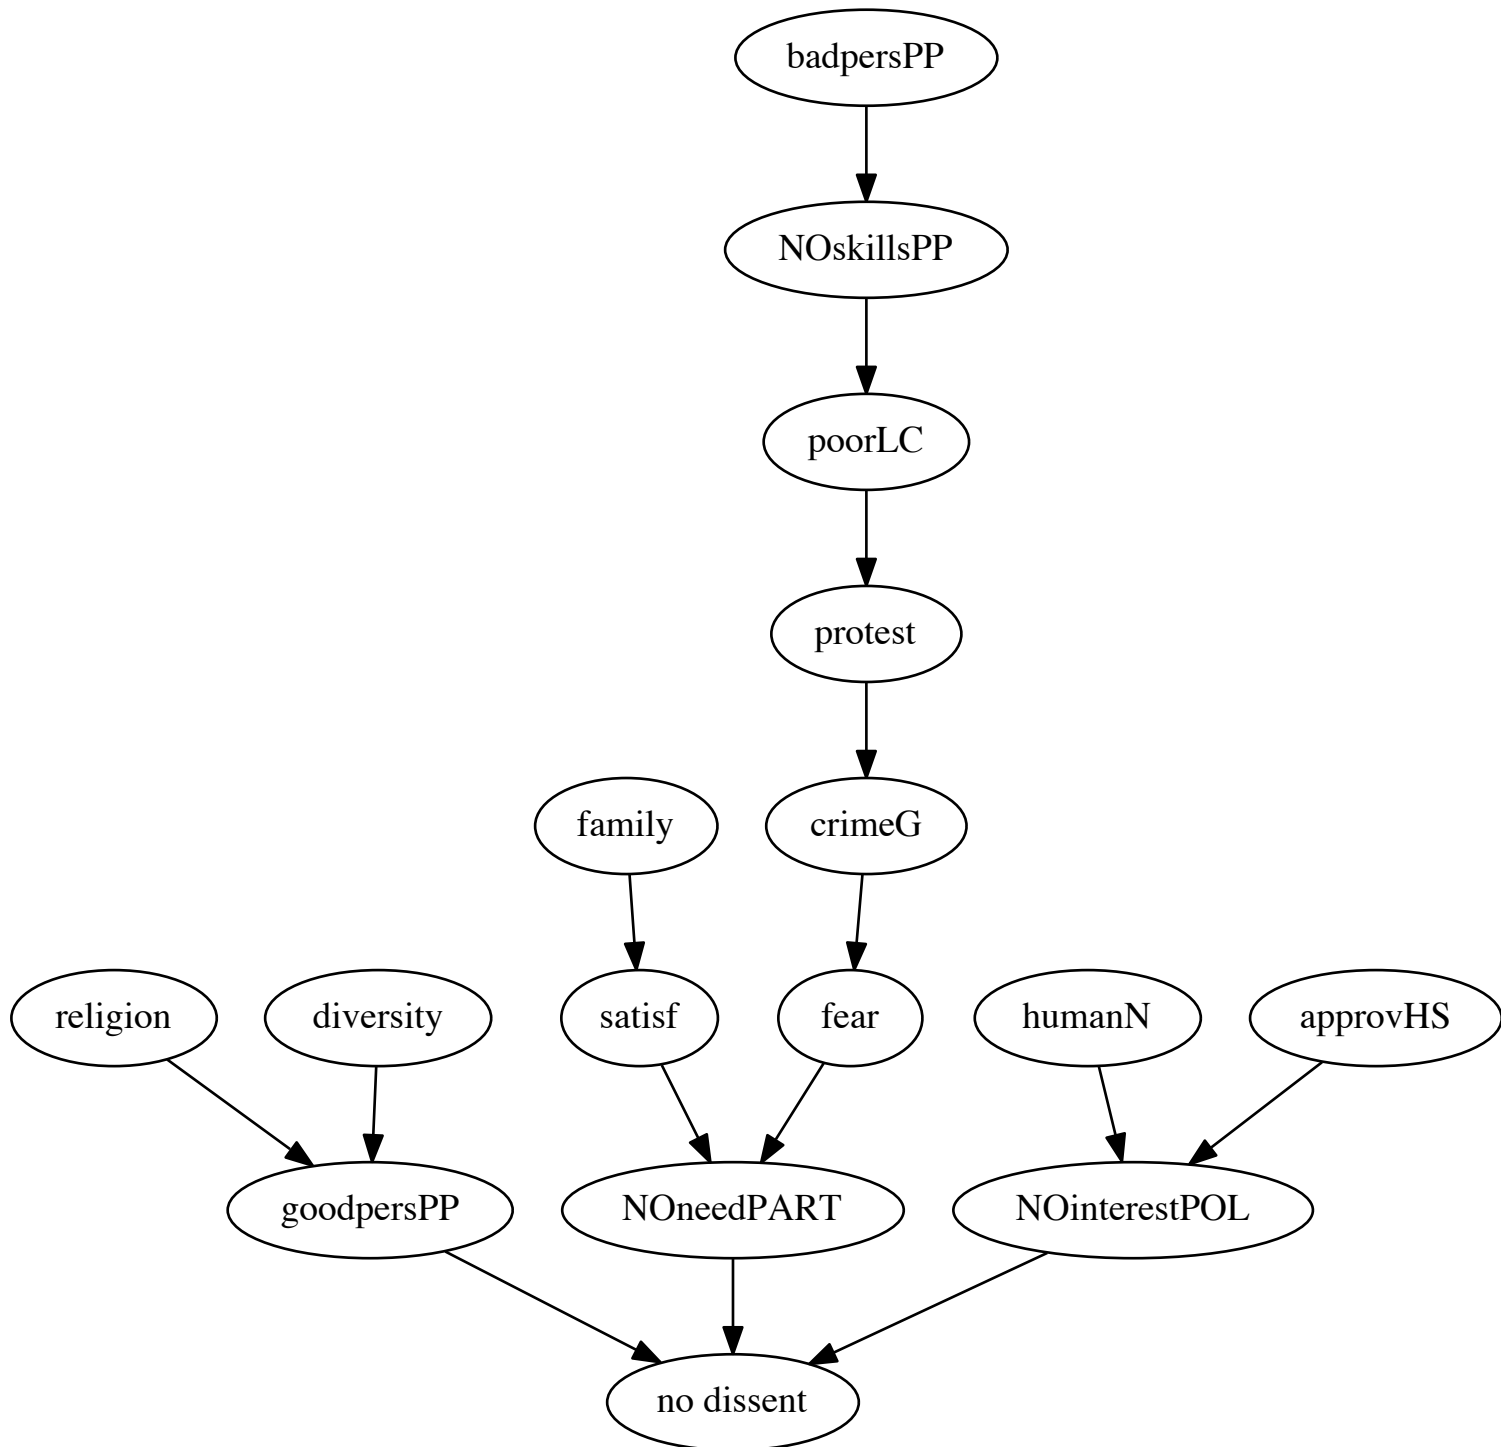 badpersPP
NOskillsPP
poorLC
protest
family
crimeG
religion
diversity
satisf
fear
humanN
approvHS
goodpersPP
NOneedPART
NOinterestPOL
no dissent